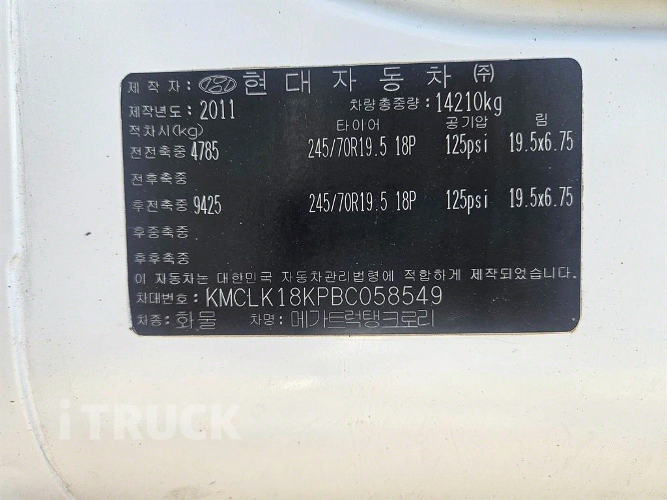 제작자: 현대자동차 (주)
제작년도: 2011 차량총중량: 14210kg
적차시(kg) 타이어 공기압 림
전전축중 4785 245/70R19.5 18P 125psi 19.5x6.75
전후축중
후전축중 9425 245/70R19.5 18P 125psi 19.5x6.75
후중축중
후후축중
이 자동차는 대한민국 자동차관리법령에 적합하게 제작되었습니다.
차대번호: KMCLK18KPBC058549
차종: 화물 차명: 메가트럭탱크로리
iTRUCK